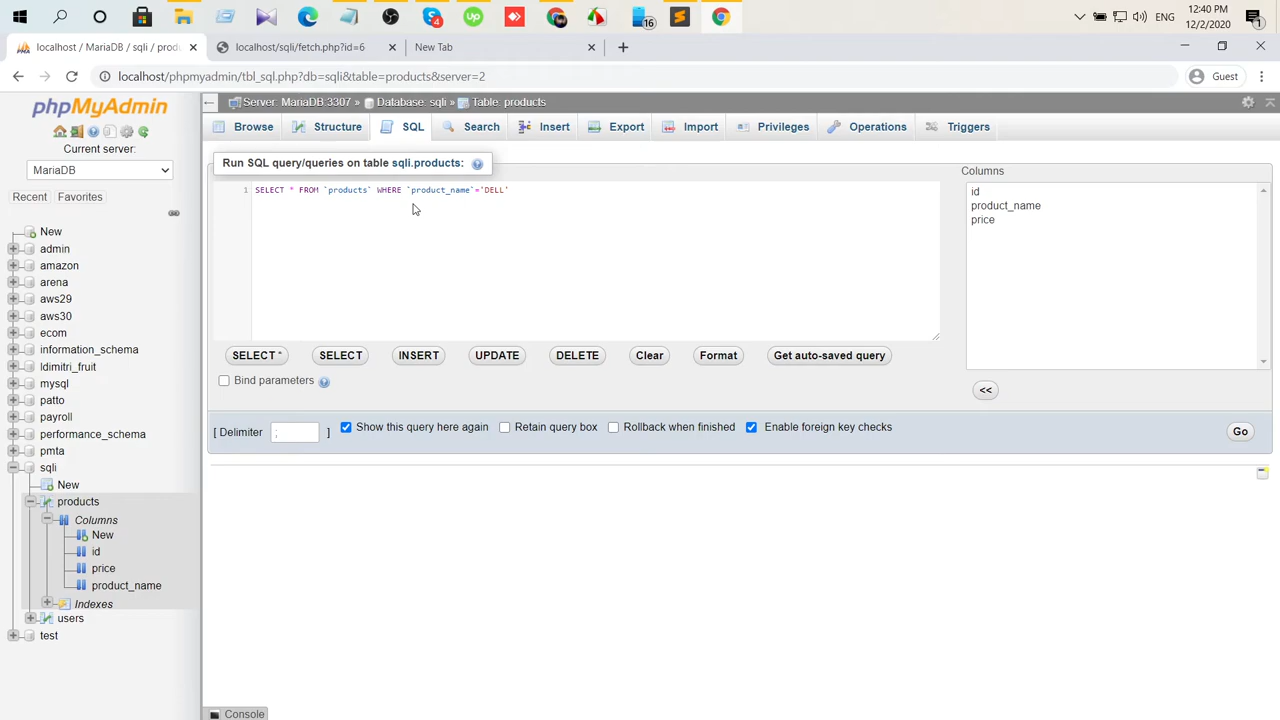 16
ENG
12:40 PM
12/2/2020
1
localhost / MariaDB / sqli / produ
localhost/sqli/fetch.php?id=6
New Tab
localhost/phpmyadmin/tbl_sql.php?db=sqli&table=products&server=2
Guest
phpMyAdmin
Current server:
MariaDB
Recent
Favorites
New
admin
amazon
arena
aws29
aws30
ecom
information_schema
ldimitri_fruit
mysql
patto
payroll
performance_schema
pmta
sqli
New
products
Columns
New
id
price
product_name
Indexes
users
test
Server: MariaDB:3307 » Database: sqli » Table: products
Browse
Structure
SQL
Search
Insert
Export
Import
Privileges
Operations
Triggers
Run SQL query/queries on table sqli.products:
1 SELECT * FROM `products` WHERE `product_name`='DELL'
Columns
id
product_name
price
SELECT *
SELECT
INSERT
UPDATE
DELETE
Clear
Format
Get auto-saved query
<<
Bind parameters
[ Delimiter ; ]
Show this query here again
Retain query box
Rollback when finished
Enable foreign key checks
Go
Console